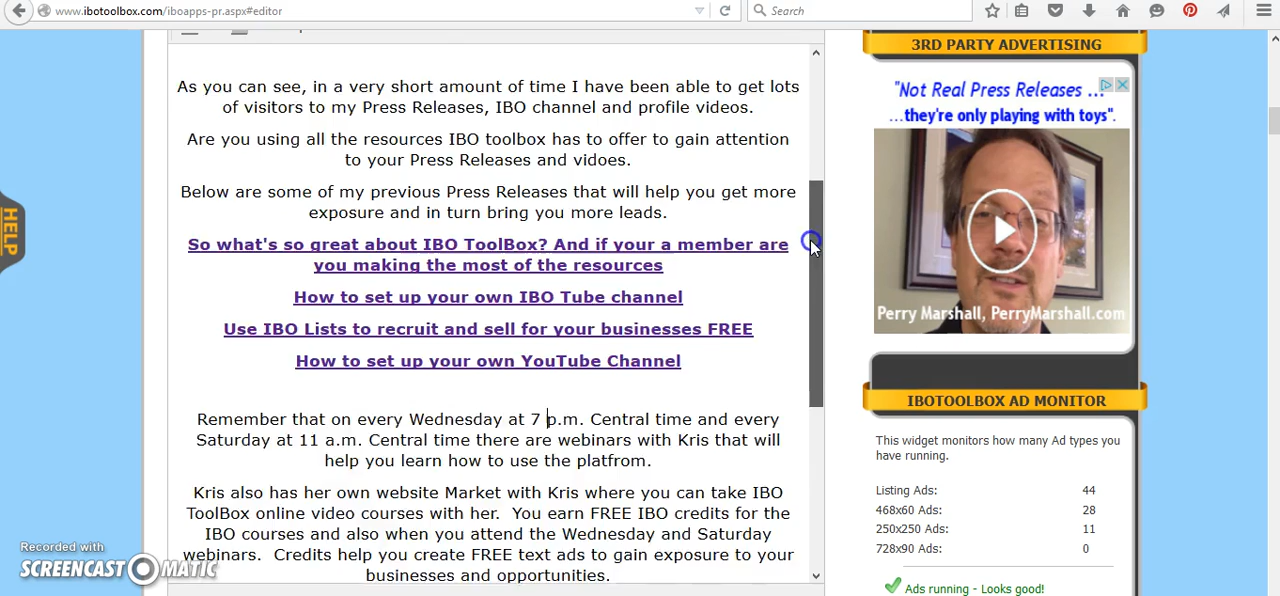 www.ibotoolbox.com/iboapps-pr.aspx#editor
Search
3RD PARTY ADVERTISING
"Not Real Press Releases ...
...they're only playing with toys".
Perry Marshall, PerryMarshall.com
As you can see, in a very short amount of time I have been able to get lots
of visitors to my Press Releases, IBO channel and profile videos.
Are you using all the resources IBO toolbox has to offer to gain attention
to your Press Releases and vidoes.
Below are some of my previous Press Releases that will help you get more
exposure and in turn bring you more leads.
So what's so great about IBO ToolBox? And if your a member are
you making the most of the resources
How to set up your own IBO Tube channel
Use IBO Lists to recruit and sell for your businesses FREE
How to set up your own YouTube Channel
Remember that on every Wednesday at 7 p.m. Central time and every
Saturday at 11 a.m. Central time there are webinars with Kris that will
help you learn how to use the platfrom.
Kris also has her own website Market with Kris where you can take IBO
ToolBox online video courses with her. You earn FREE IBO credits for the
IBO courses and also when you attend the Wednesday and Saturday
webinars. Credits help you create FREE text ads to gain exposure to your
businesses and opportunities.
IBOTOOLBOX AD MONITOR
This widget monitors how many Ad types you
have running.
Listing Ads: 44
468x60 Ads: 28
250x250 Ads: 11
728x90 Ads: 0
Ads running - Looks good!
HELP
Recorded with
SCREENCAST O MATIC